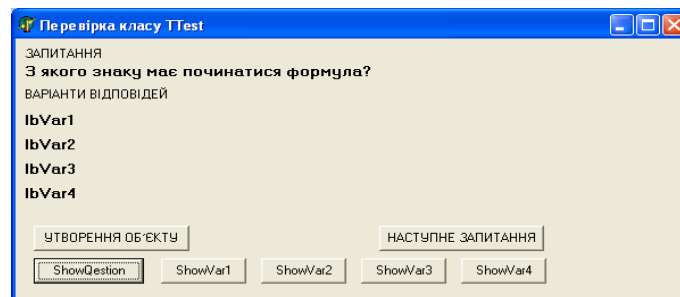 Перевірка класу TTest
ЗАПИТАННЯ
З якого знаку має починатися формула?
ВАРІАНТИ ВІДПОВІДЕЙ
lbVar1
lbVar2
lbVar3
lbVar4
УТВОРЕННЯ ОБ'ЄКТУ НАСТУПНЕ ЗАПИТАННЯ
ShowQestion ShowVar1 ShowVar2 ShowVar3 ShowVar4